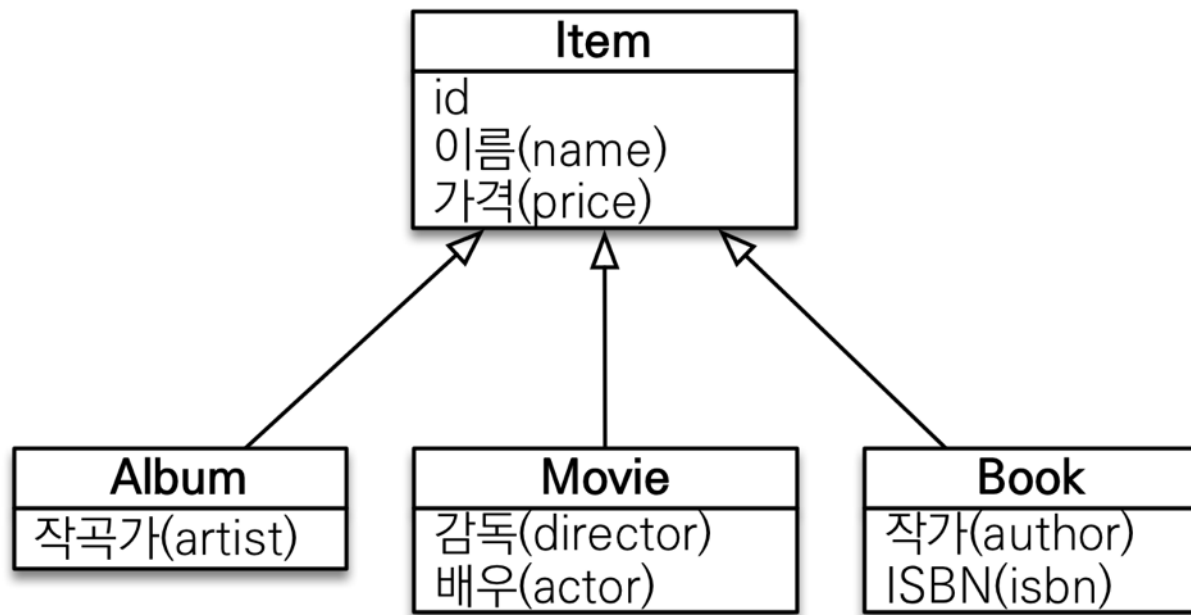 Item
id
이름(name)
가격(price)
Album
작곡가(artist)
Movie
감독(director)
배우(actor)
Book
작가(author)
ISBN(isbn)